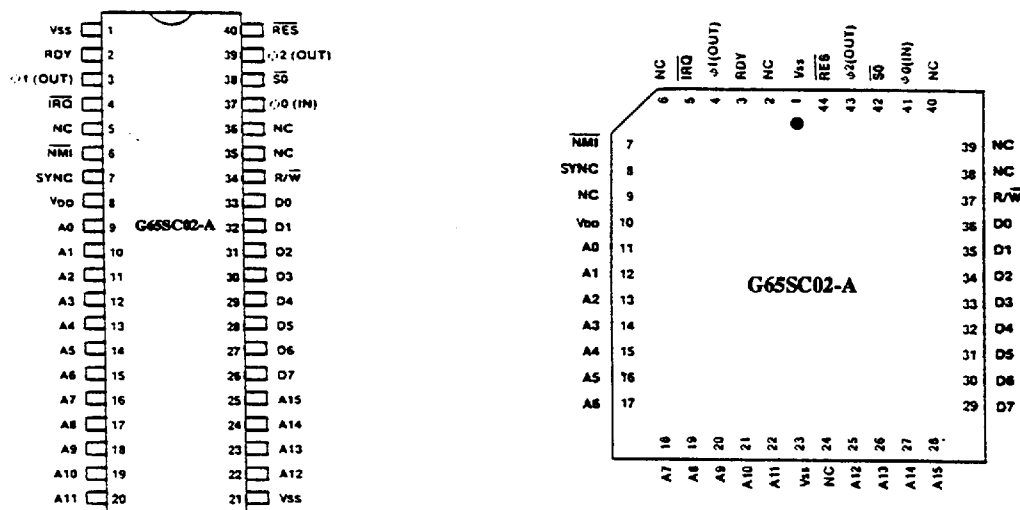 Vss 1 40 R̅E̅S̅
RDY 2 39 ϕ2 (OUT)
ϕ1 (OUT) 3 38 S̅O̅
I̅R̅Q̅ 4 37 ϕ0 (IN)
NC 5 36 NC
N̅M̅I̅ 6 35 NC
SYNC 7 34 R/W̅
VDD 8 33 D0
A0 9 G65SC02-A 32 D1
A1 10 31 D2
A2 11 30 D3
A3 12 29 D4
A4 13 28 D5
A5 14 27 D6
A6 15 26 D7
A7 16 25 A15
A8 17 24 A14
A9 18 23 A13
A10 19 22 A12
A11 20 21 VSS
NC I̅R̅Q̅ ϕ1(OUT) RDY NC Vss R̅E̅S̅ ϕ2(OUT) S̅O̅ ϕ0(IN) NC
6 5 4 3 2 1 44 43 42 41 40
N̅M̅I̅ 7 39 NC
SYNC 8 38 NC
NC 9 37 R/W̅
VDD 10 36 D0
A0 11 35 D1
A1 12 34 D2
G65SC02-A
A2 13 33 D3
A3 14 32 D4
A4 15 31 D5
A5 16 30 D6
A6 17 29 D7
18 19 20 21 22 23 24 25 26 27 28
A7 A8 A9 A10 A11 Vss NC A12 A13 A14 A15